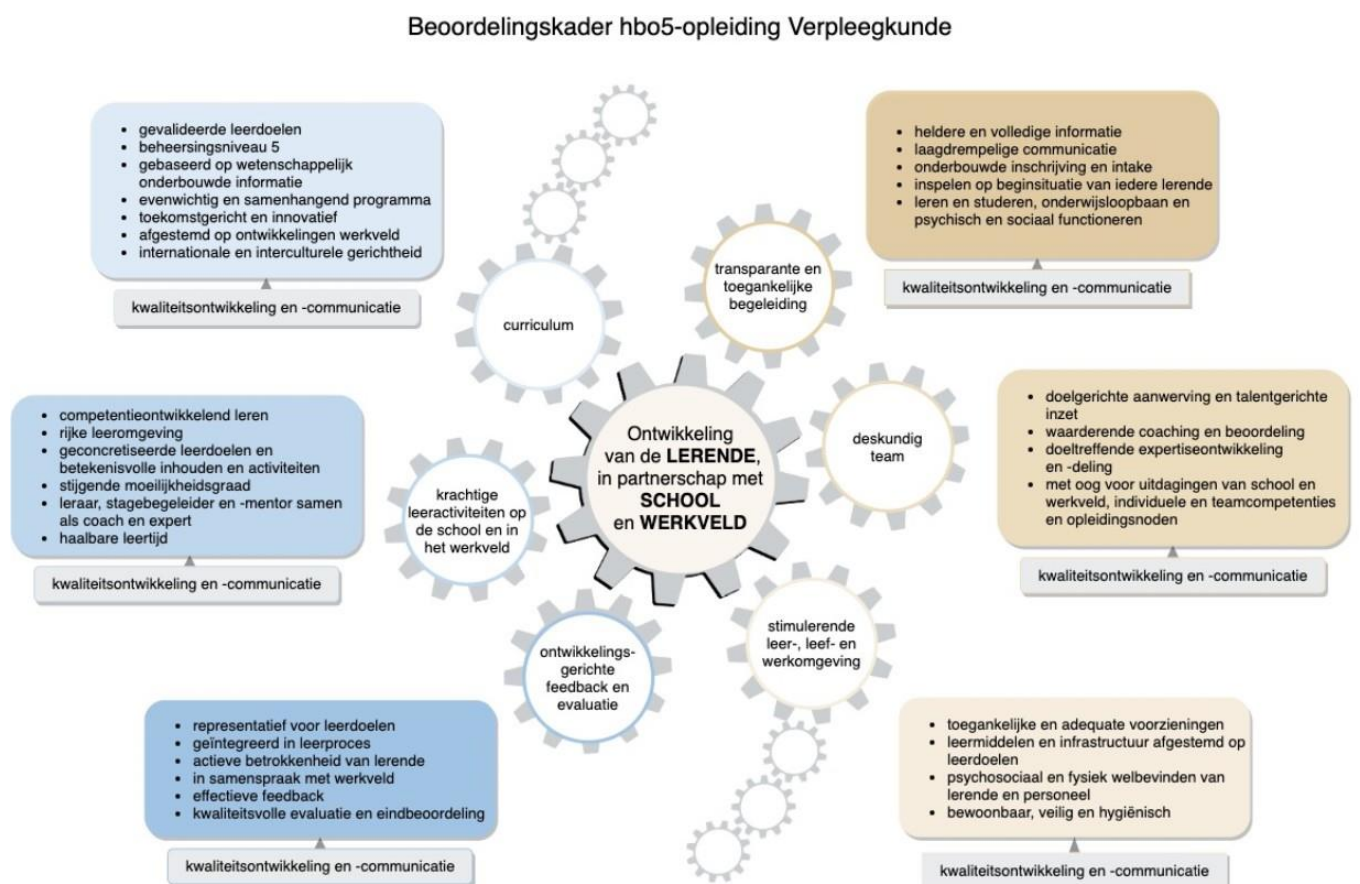 Beoordelingskader hbo5-opleiding Verpleegkunde
• gevalideerde leerdoelen
• beheersingsniveau 5
• gebaseerd op wetenschappelijk
onderbouwde informatie
• evenwichtig en samenhangend programma
• toekomstgericht en innovatief
• afgestemd op ontwikkelingen werkveld
• internationale en interculturele gerichtheid
kwaliteitsontwikkeling en -communicatie
• heldere en volledige informatie
• laagdrempelige communicatie
• onderbouwde inschrijving en intake
• inspelen op beginsituatie van iedere lerende
• leren en studeren, onderwijsloopbaan en
psychisch en sociaal functioneren
kwaliteitsontwikkeling en -communicatie
curriculum
transparante en
toegankelijke
begeleiding
• competentieontwikkelend leren
• rijke leeromgeving
• geconcretiseerde leerdoelen en
betekenisvolle inhouden en activiteiten
• stijgende moeilijkheidsgraad
• leraar, stagebegeleider en -mentor samen
als coach en expert
• haalbare leertijd
kwaliteitsontwikkeling en -communicatie
krachtige
leeractiviteiten op
de school en in
het werkveld
Ontwikkeling
van de LERENDE,
in partnerschap met
SCHOOL
en WERKVELD
deskundig
team
• doelgerichte aanwerving en talentgerichte
inzet
• waarderende coaching en beoordeling
• doeltreffende expertiseontwikkeling
en -deling
• met oog voor uitdagingen van school en
werkveld, individuele en teamcompetenties
en opleidingsnoden
kwaliteitsontwikkeling en -communicatie
ontwikkelings-
gerichte
feedback en
evaluatie
stimulerende
leer-, leef- en
werkomgeving
• representatief voor leerdoelen
• geïntegreerd in leerproces
• actieve betrokkenheid van lerende
• in samenspraak met werkveld
• effectieve feedback
• kwaliteitsvolle evaluatie en eindbeoordeling
kwaliteitsontwikkeling en -communicatie
• toegankelijke en adequate voorzieningen
• leermiddelen en infrastructuur afgestemd op
leerdoelen
• psychosociaal en fysiek welbevinden van
lerende en personeel
• bewoonbaar, veilig en hygiënisch
kwaliteitsontwikkeling en -communicatie